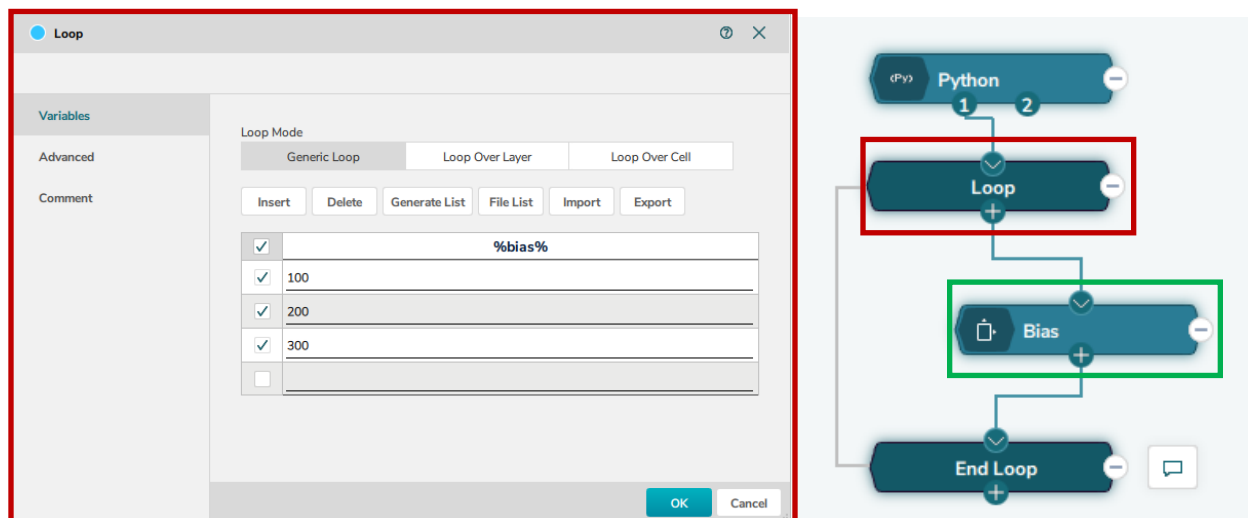 Loop
Variables
Advanced
Comment
Loop Mode
Generic Loop Loop Over Layer Loop Over Cell
Insert Delete Generate List File List Import Export
%bias%
100
200
300
OK Cancel
(Py) Python
1 2
Loop
Bias
End Loop